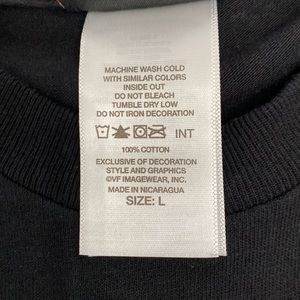 MACHINE WASH COLD
WITH SIMILAR COLORS
INSIDE OUT
DO NOT BLEACH
TUMBLE DRY LOW
DO NOT IRON DECORATION
INT
100% COTTON
EXCLUSIVE OF DECORATION
STYLE AND GRAPHICS
©VF IMAGEWEAR, INC.
MADE IN NICARAGUA
SIZE: L